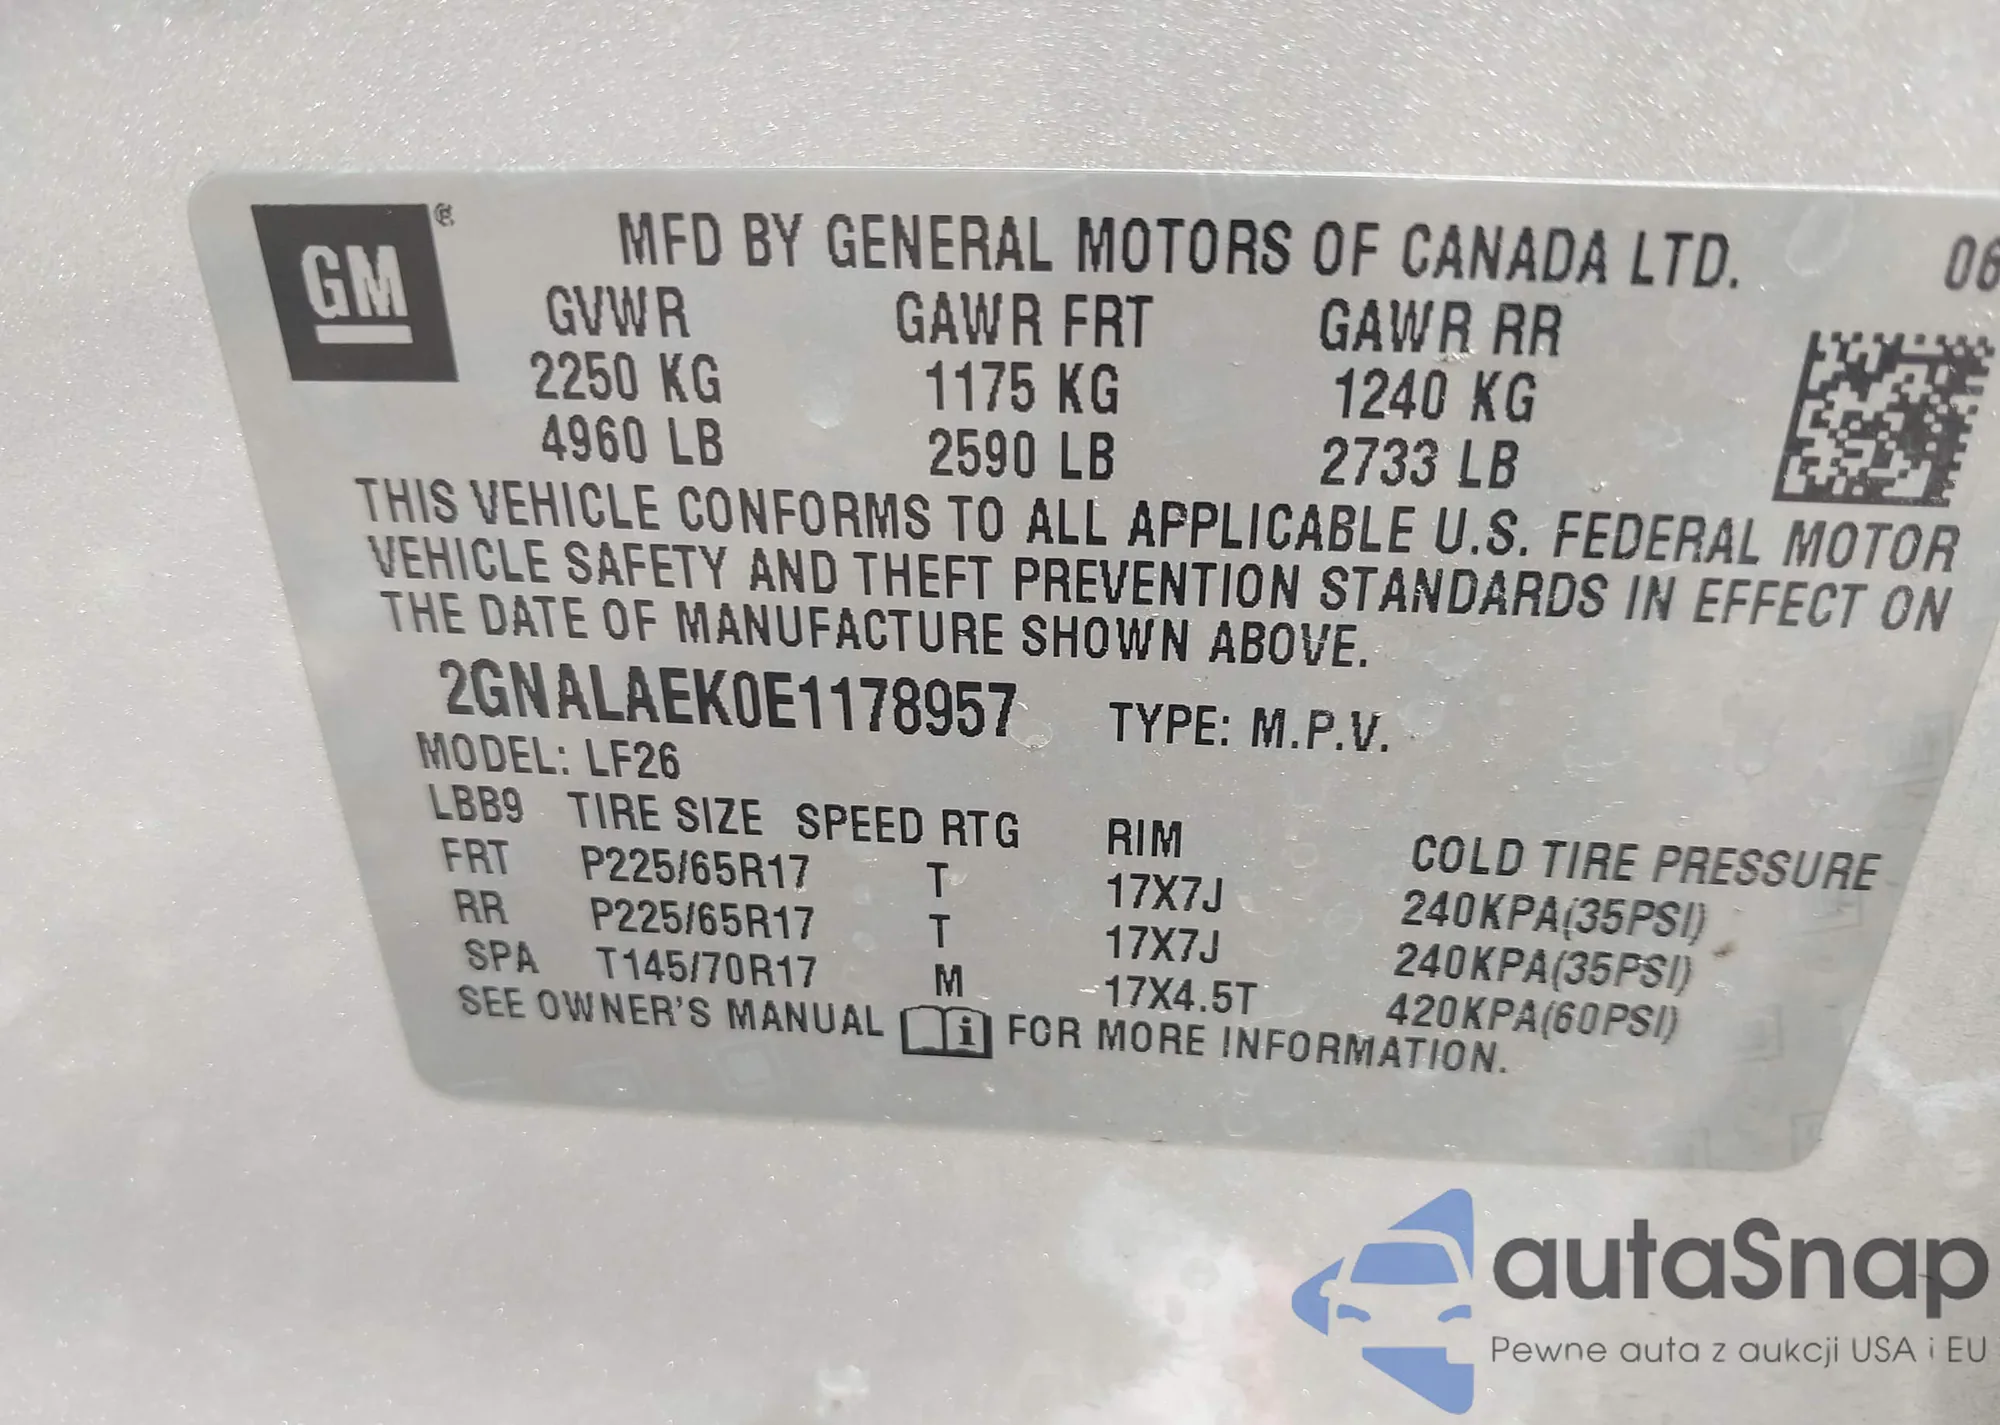 GM ®
MFD BY GENERAL MOTORS OF CANADA LTD. 06
GVWR GAWR FRT GAWR RR
2250 KG 1175 KG 1240 KG
4960 LB 2590 LB 2733 LB
THIS VEHICLE CONFORMS TO ALL APPLICABLE U.S. FEDERAL MOTOR
VEHICLE SAFETY AND THEFT PREVENTION STANDARDS IN EFFECT ON
THE DATE OF MANUFACTURE SHOWN ABOVE.
2GNALAEK0E1178957 TYPE: M.P.V.
MODEL: LF26
LBB9 TIRE SIZE SPEED RTG RIM COLD TIRE PRESSURE
FRT P225/65R17 T 17X7J 240KPA(35PSI)
RR P225/65R17 T 17X7J 240KPA(35PSI)
SPA T145/70R17 M 17X4.5T 420KPA(60PSI)
SEE OWNER'S MANUAL i FOR MORE INFORMATION.
autaSnap
Pewne auta z aukcji USA i EU